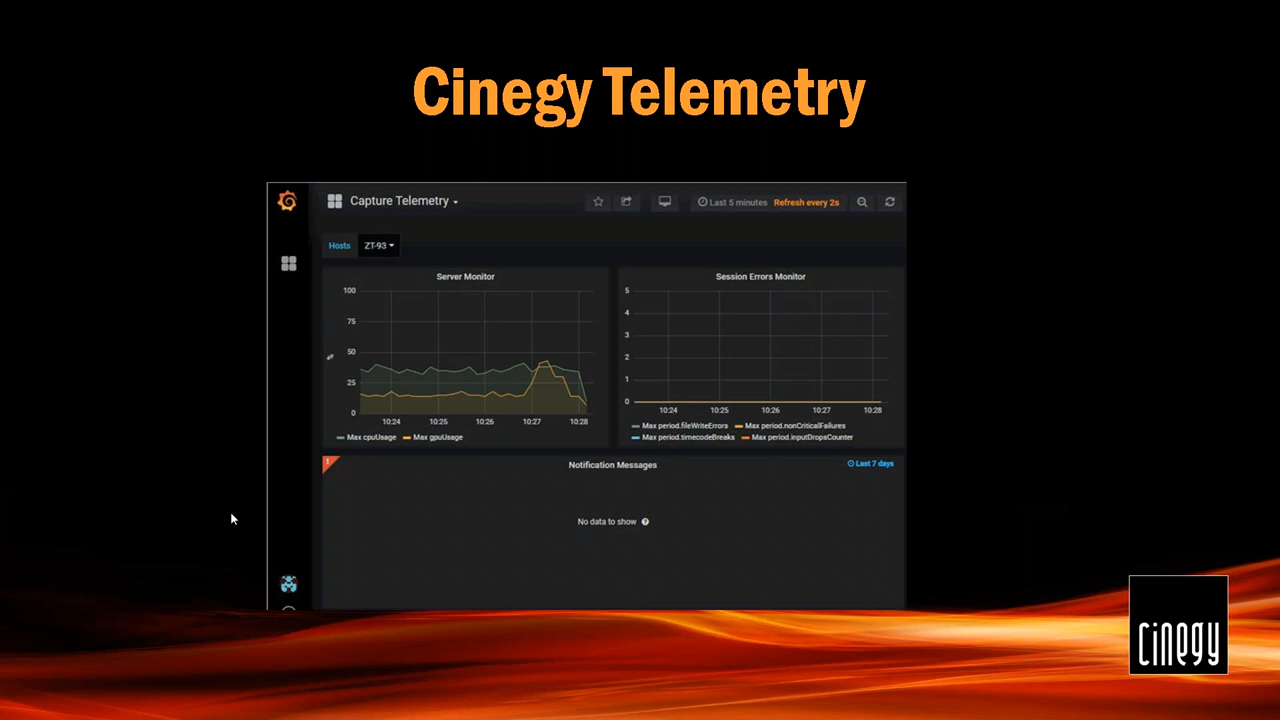 Cinegy Telemetry
Capture Telemetry
Last 5 minutes Refresh every 2s
Hosts ZT-93
Server Monitor
100
75
50
25
0
%
10:24 10:25 10:26 10:27 10:28
Max cpuUsage Max gpuUsage
Session Errors Monitor
5
4
3
2
1
0
10:24 10:25 10:26 10:27 10:28
Max period.fileWriteErrors Max period.nonCriticalFailures
Max period.timecodeBreaks Max period.inputDropsCounter
!
Notification Messages
Last 7 days
No data to show ?
cinegy